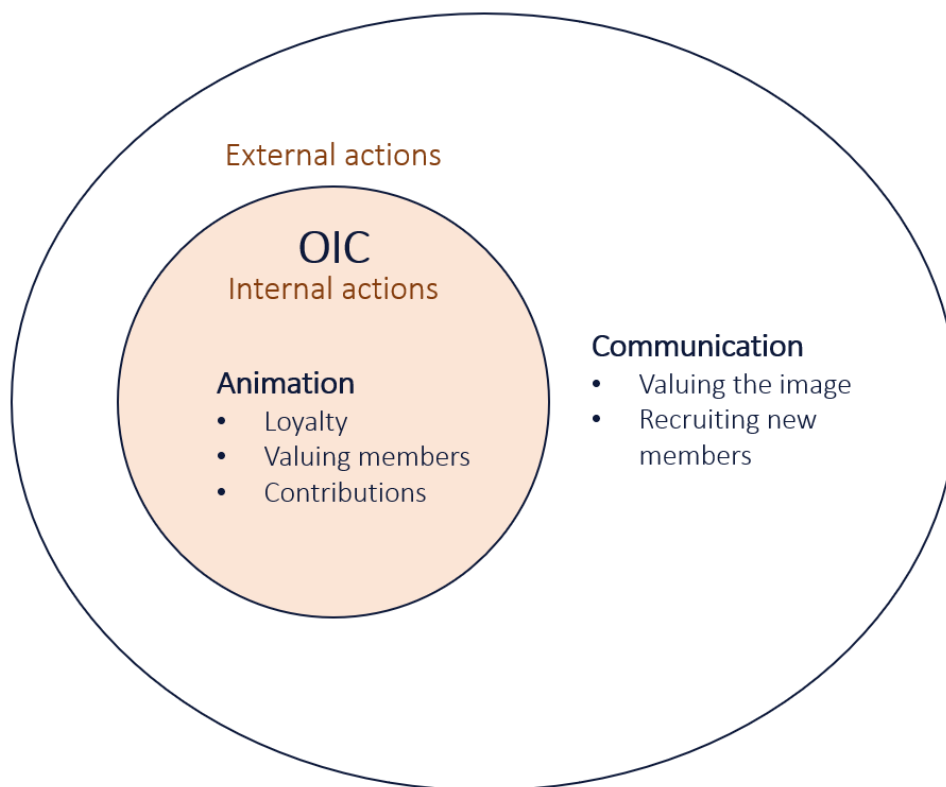 External actions
OIC
Internal actions
Animation
• Loyalty
• Valuing members
• Contributions
Communication
• Valuing the image
• Recruiting new
members